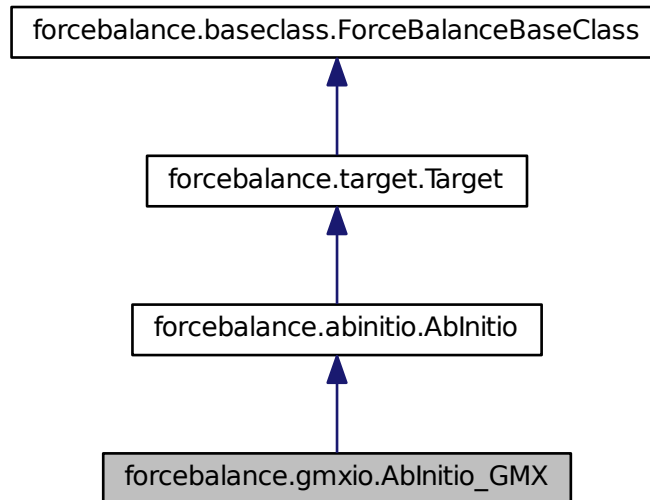 forcebalance.baseclass.ForceBalanceBaseClass
forcebalance.target.Target
forcebalance.abinitio.AbInitio
forcebalance.gmxio.AbInitio_GMX